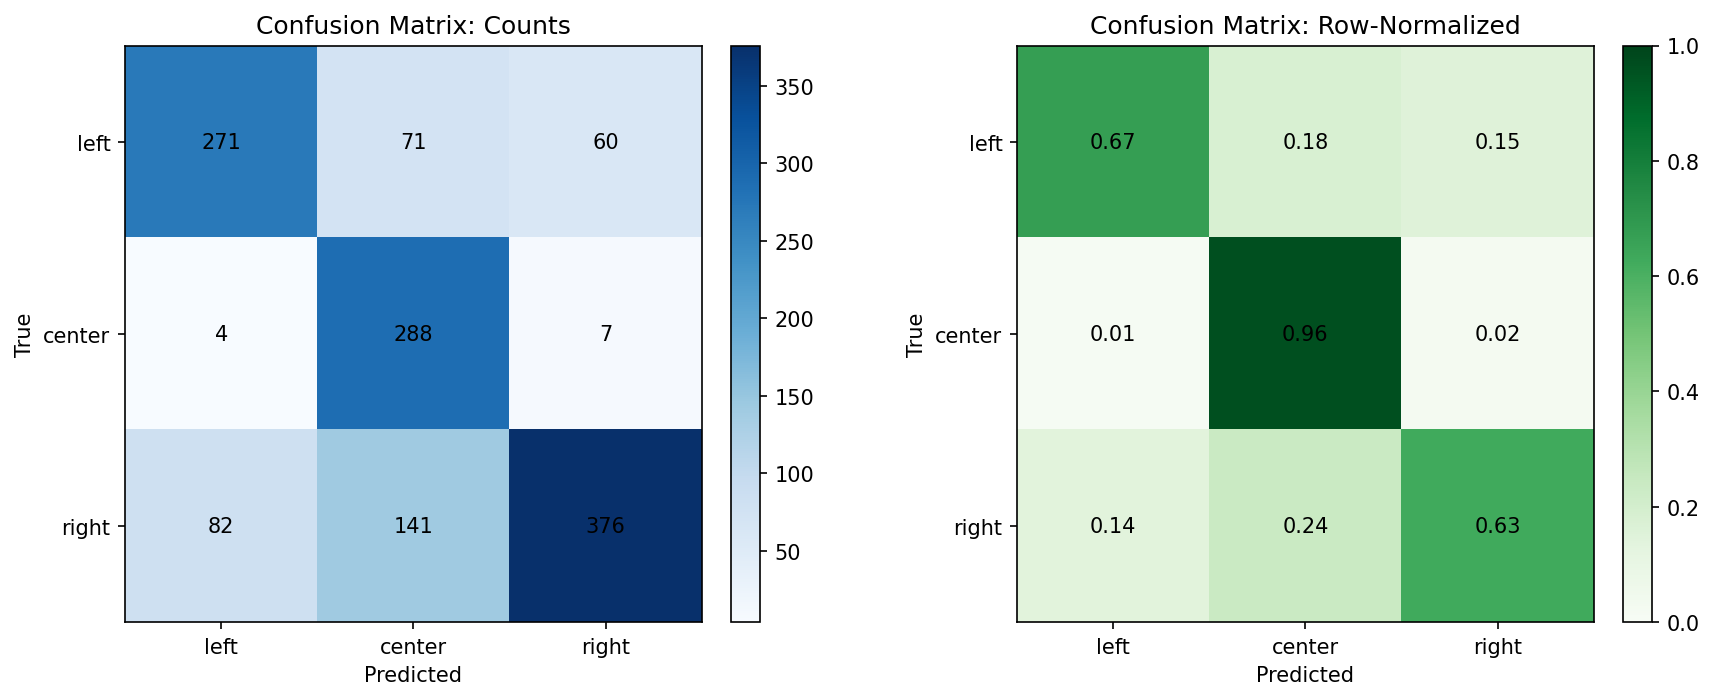 Confusion Matrix: Counts
350
300
250
200
150
100
50
left
center
right
True
271 71 60
4 288 7
82 141 376
left center right
Predicted
Confusion Matrix: Row-Normalized
1.0
0.8
0.6
0.4
0.2
0.0
left
center
right
True
0.67 0.18 0.15
0.01 0.96 0.02
0.14 0.24 0.63
left center right
Predicted